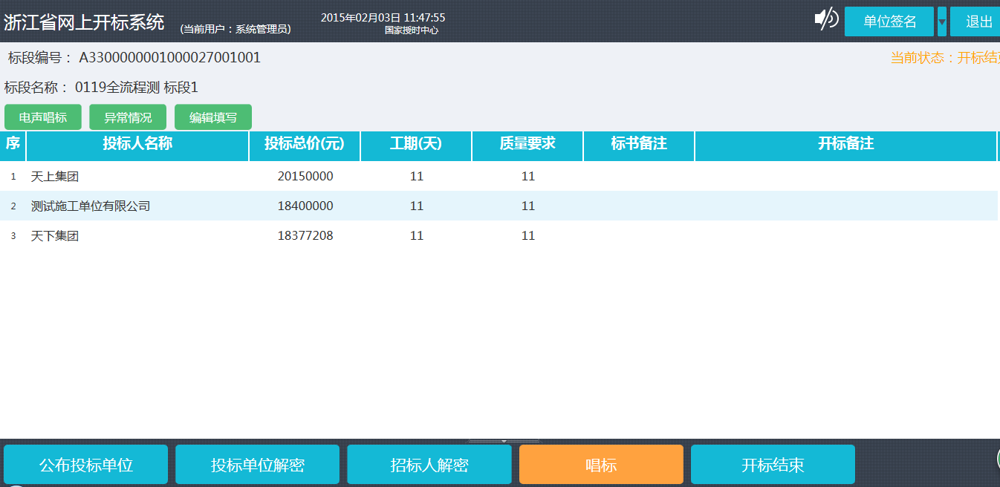 浙江省网上开标系统 (当前用户：系统管理员) 2015年02月03日 11:47:55 单位签名 退出
国家授时中心
标段编号： A3300000001000027001001 当前状态：开标结
标段名称： 0119全流程测 标段1
电声唱标 异常情况 编辑填写
序 投标人名称 投标总价(元) 工期(天) 质量要求 标书备注 开标备注
1 天上集团 20150000 11 11
2 测试施工单位有限公司 18400000 11 11
3 天下集团 18377208 11 11
公布投标单位 投标单位解密 招标人解密 唱标 开标结束